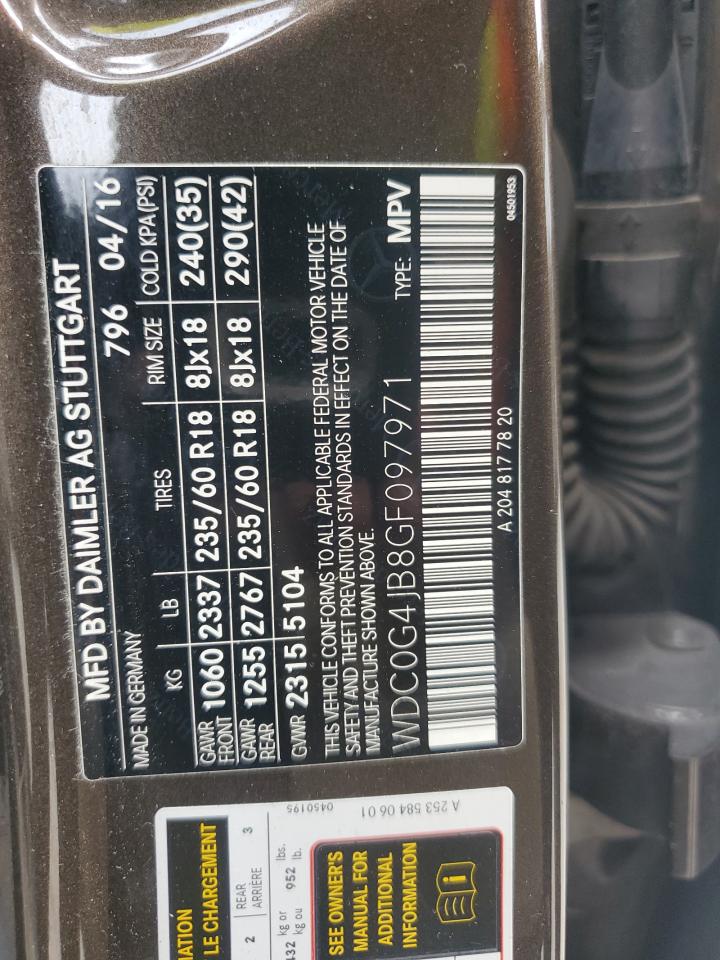 MFD BY DAIMLER AG STUTTGART
MADE IN GERMANY 796 04/16
KG LB TIRES RIM SIZE COLD KPA(PSI)
GAWR FRONT 1060 2337 235/60 R18 8Jx18 240(35)
GAWR REAR 1255 2767 235/60 R18 8Jx18 290(42)
GVWR 2315 5104
THIS VEHICLE CONFORMS TO ALL APPLICABLE FEDERAL MOTOR VEHICLE
SAFETY AND THEFT PREVENTION STANDARDS IN EFFECT ON THE DATE OF
MANUFACTURE SHOWN ABOVE.
WDC0G4JB8GF097971 TYPE: MPV
A 204 817 78 20
04501953
MATION
LE CHARGEMENT
2 REAR ARRIÈRE 3
432 kg or 952 lbs.
kg ou lb.
SEE OWNER'S
MANUAL FOR
ADDITIONAL
INFORMATION
A 253 584 06 01
0450195